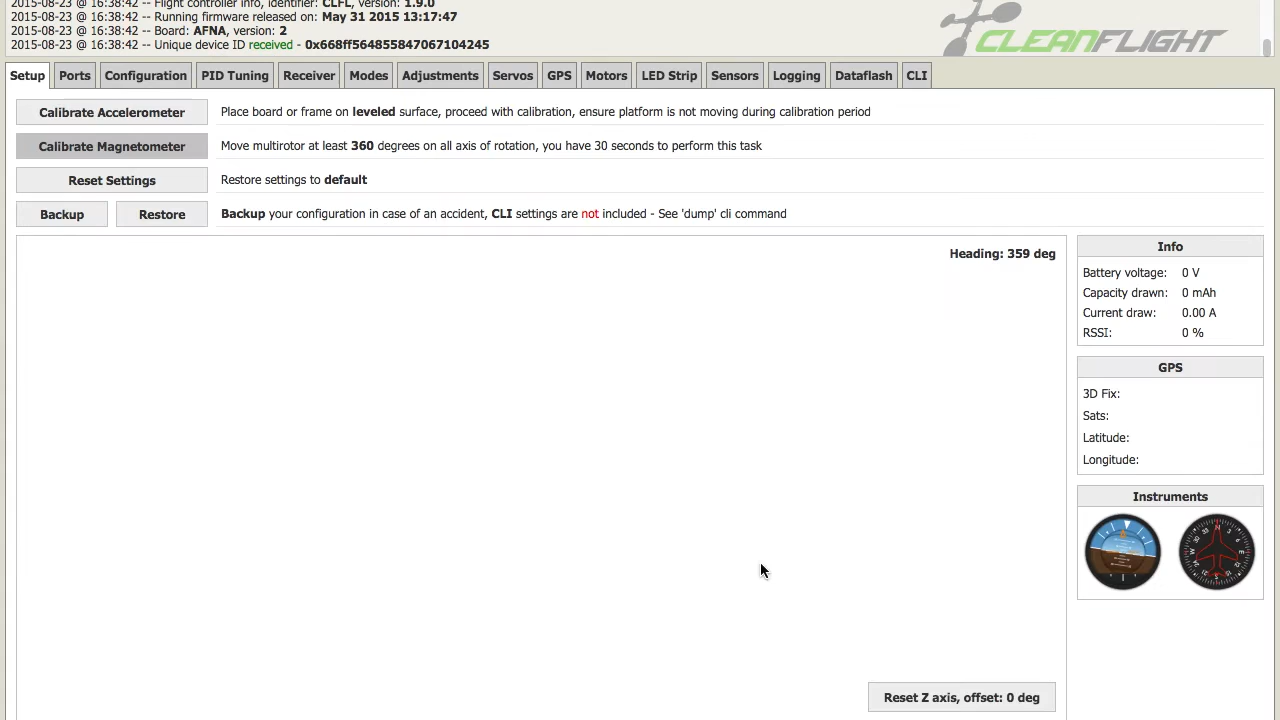 2015-08-23 @ 16:38:42 -- Flight controller info, identifier: CLFL, version: 1.9.0
2015-08-23 @ 16:38:42 -- Running firmware released on: May 31 2015 13:17:47
2015-08-23 @ 16:38:42 -- Board: AFNA, version: 2
2015-08-23 @ 16:38:42 -- Unique device ID received - 0x668ff564855847067104245
CLEANFLIGHT
Setup Ports Configuration PID Tuning Receiver Modes Adjustments Servos GPS Motors LED Strip Sensors Logging Dataflash CLI
Calibrate Accelerometer Place board or frame on leveled surface, proceed with calibration, ensure platform is not moving during calibration period
Calibrate Magnetometer Move multirotor at least 360 degrees on all axis of rotation, you have 30 seconds to perform this task
Reset Settings Restore settings to default
Backup Restore Backup your configuration in case of an accident, CLI settings are not included - See 'dump' cli command
Heading: 359 deg
Info
Battery voltage: 0 V
Capacity drawn: 0 mAh
Current draw: 0.00 A
RSSI: 0 %
GPS
3D Fix:
Sats:
Latitude:
Longitude:
Instruments
Reset Z axis, offset: 0 deg